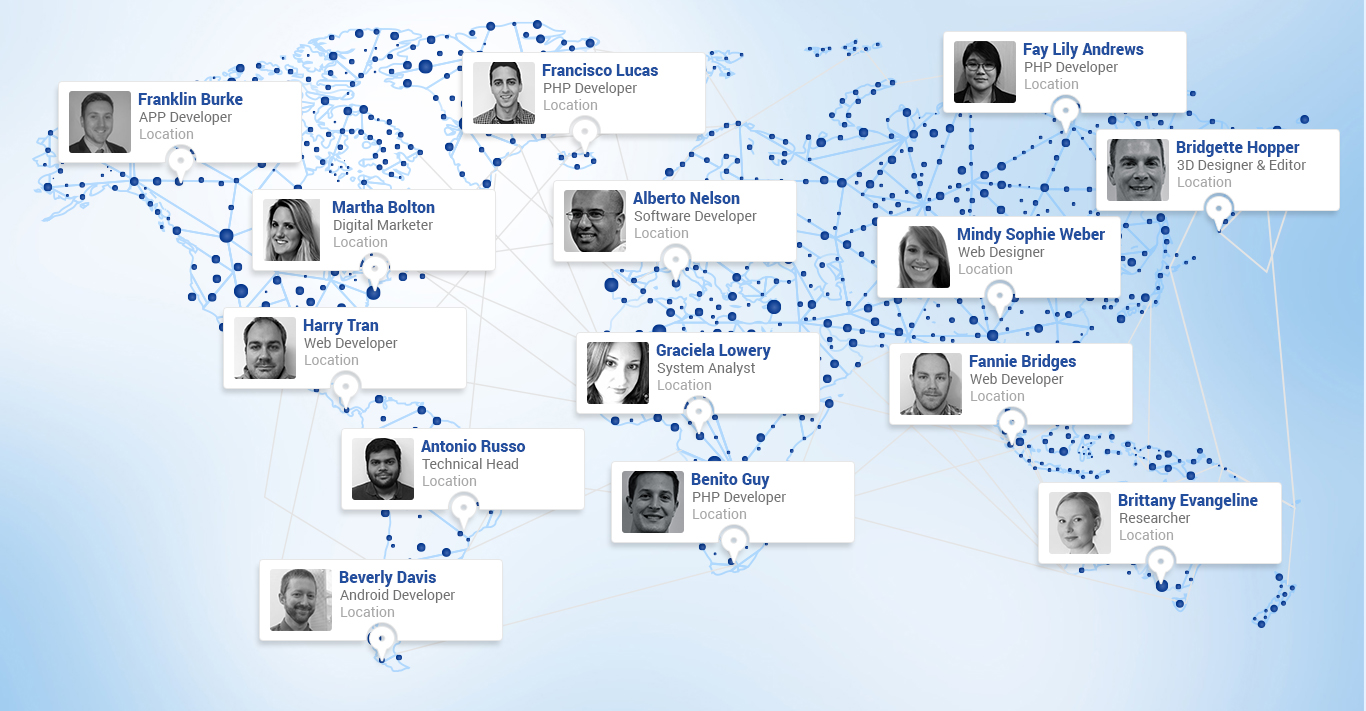 Fay Lily Andrews
PHP Developer
Location
Francisco Lucas
PHP Developer
Location
Franklin Burke
APP Developer
Location
Bridgette Hopper
3D Designer & Editor
Location
Alberto Nelson
Software Developer
Location
Martha Bolton
Digital Marketer
Location
Mindy Sophie Weber
Web Designer
Location
Harry Tran
Web Developer
Location
Graciela Lowery
System Analyst
Location
Fannie Bridges
Web Developer
Location
Antonio Russo
Technical Head
Location
Benito Guy
PHP Developer
Location
Brittany Evangeline
Researcher
Location
Beverly Davis
Android Developer
Location